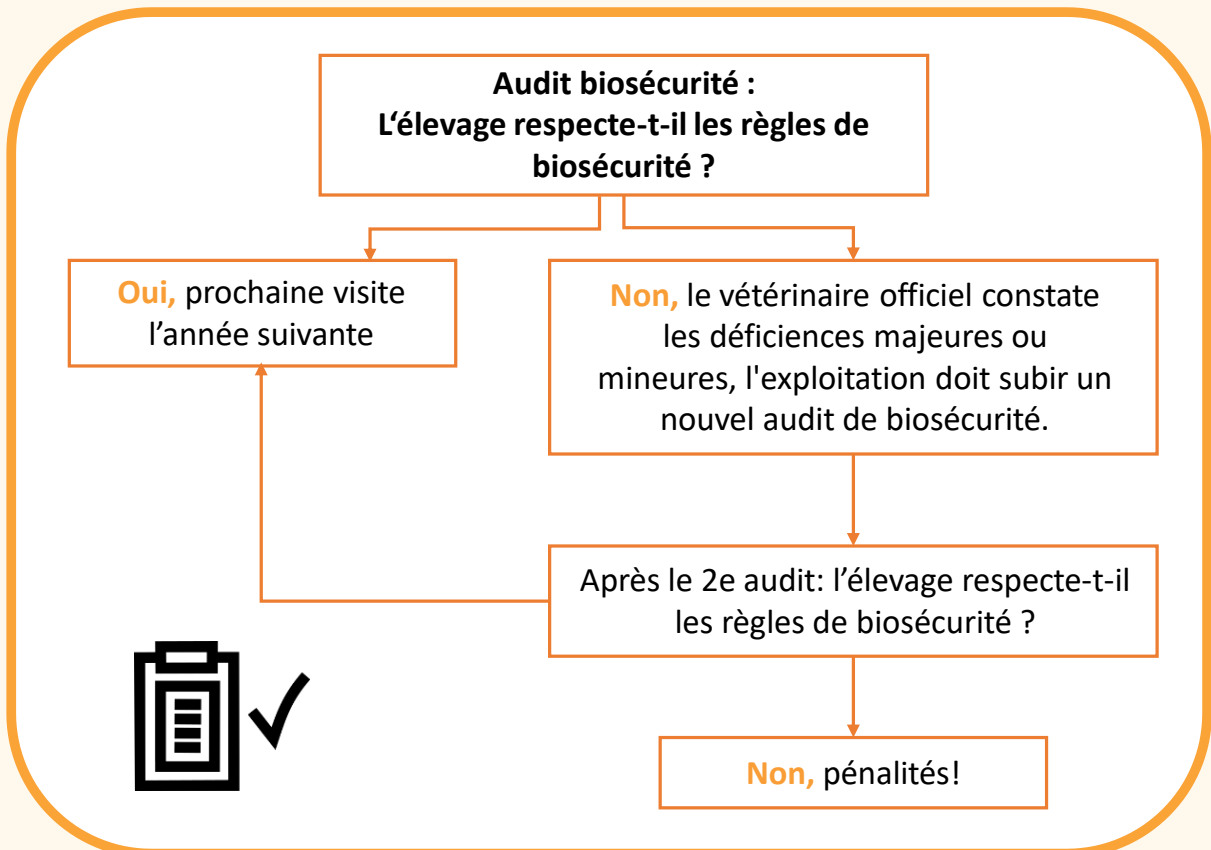 Audit biosécurité :
L‘élevage respecte-t-il les règles de
biosécurité ?
Oui, prochaine visite
l’année suivante
Non, le vétérinaire officiel constate
les déficiences majeures ou
mineures, l'exploitation doit subir un
nouvel audit de biosécurité.
Après le 2e audit: l’élevage respecte-t-il
les règles de biosécurité ?
Non, pénalités!